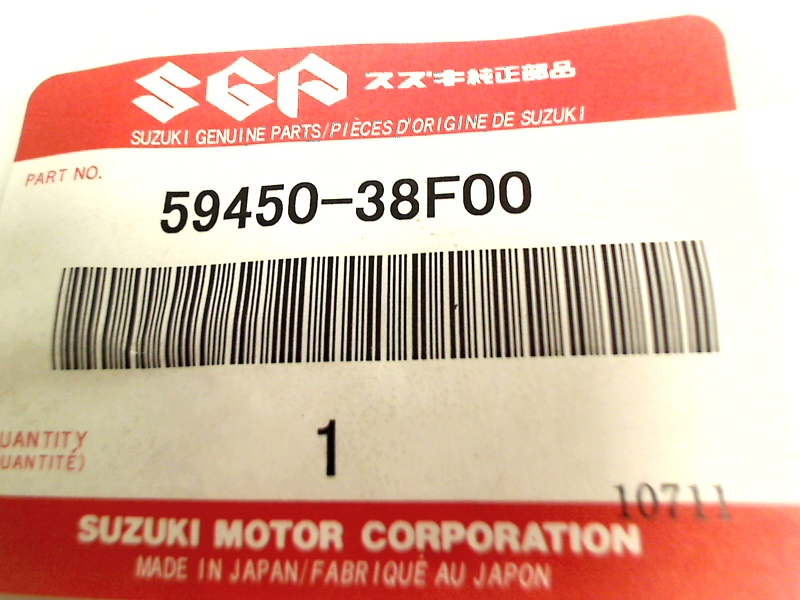 SGP スズキ純正部品
SUZUKI GENUINE PARTS/PIÈCES D'ORIGINE DE SUZUKI
PART NO.
59450-38F00
UANTITY
UANTITÉ)
1
10711
SUZUKI MOTOR CORPORATION
MADE IN JAPAN/FABRIQUÉ AU JAPON